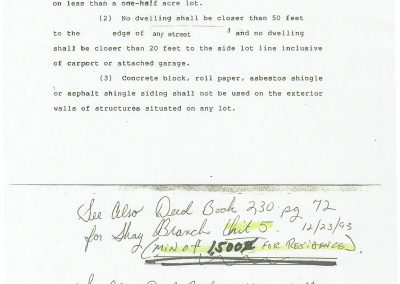 on less than a one-half acre lot.
(2) No dwelling shall be closer than 50 feet
to the edge of any street and no dwelling
shall be closer than 20 feet to the side lot line inclusive
of carport or attached garage.
(3) Concrete block, roll paper, asbestos shingle
or asphalt shingle siding shall not be used on the exterior
walls of structures situated on any lot.
See Also Deed Book 230 pg 72
for Shay Branch Unit 5. 12/23/93
(MIN of 1,500 FOR RESIDENCE)